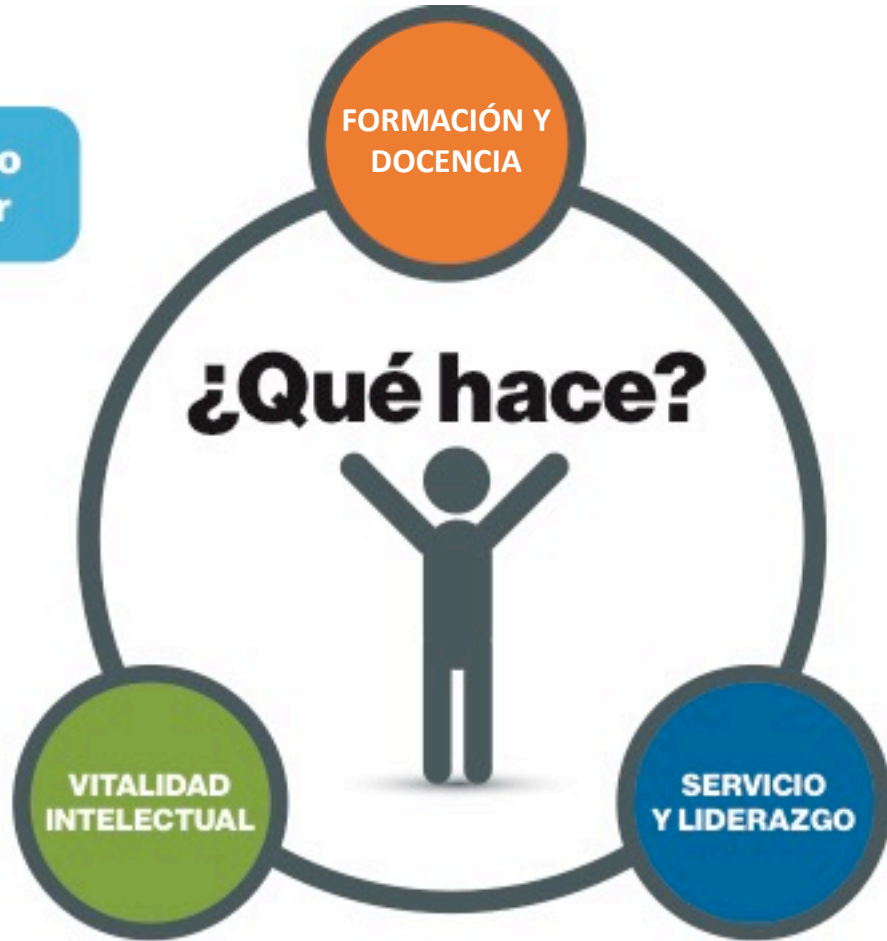 FORMACIÓN Y
DOCENCIA
¿Qué hace?
VITALIDAD
INTELECTUAL
SERVICIO
Y LIDERAZGO